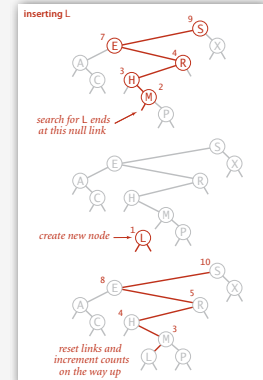 inserting L
9
S
7
E
X
4
A
R
3
C
H
2
M
P
search for L ends
at this null link
S
E
X
A
R
C
H
M
P
create new node
1
L
10
S
8
E
X
5
A
R
4
C
H
3
M
L
P
reset links and
increment counts
on the way up